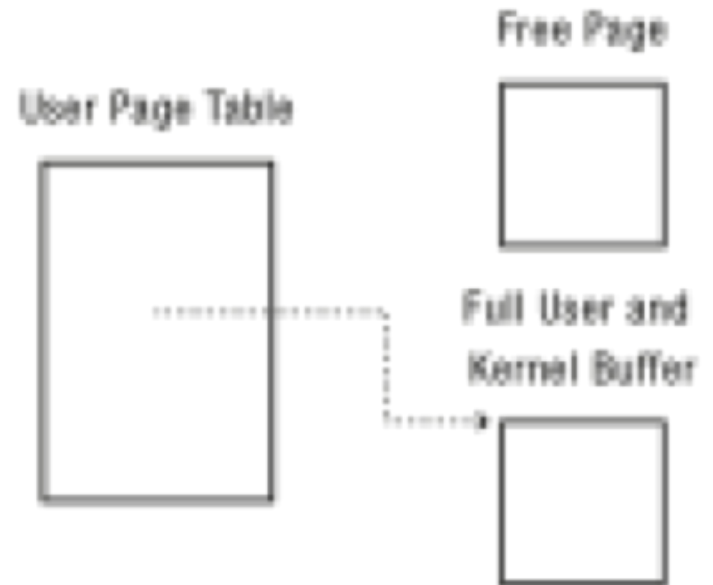 Free Page
User Page Table
Full User and
Kernel Buffer